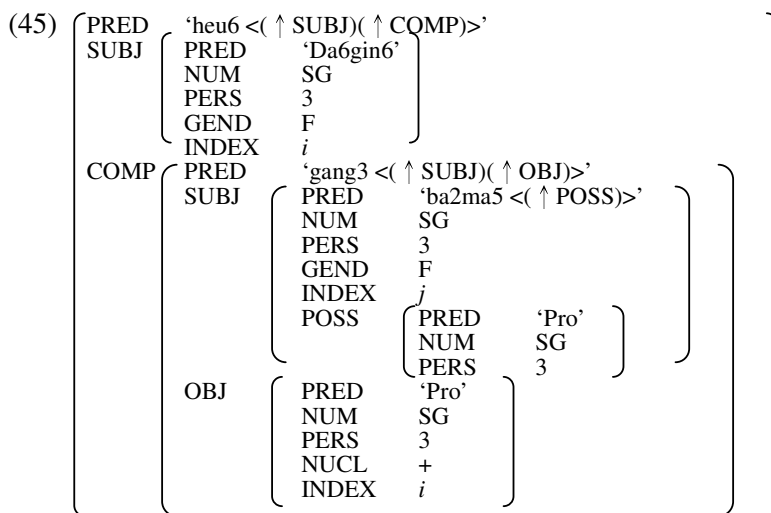 (45) PRED ‘heu6 <( ↑ SUBJ)( ↑ COMP)>’
SUBJ PRED ‘Da6gin6’
NUM SG
PERS 3
GEND F
INDEX i
COMP PRED ‘gang3 <( ↑ SUBJ)( ↑ OBJ)>’
SUBJ PRED ‘ba2ma5 <( ↑ POSS)>’
NUM SG
PERS 3
GEND F
INDEX j
POSS PRED ‘Pro’
NUM SG
PERS 3
OBJ PRED ‘Pro’
NUM SG
PERS 3
NUCL +
INDEX i